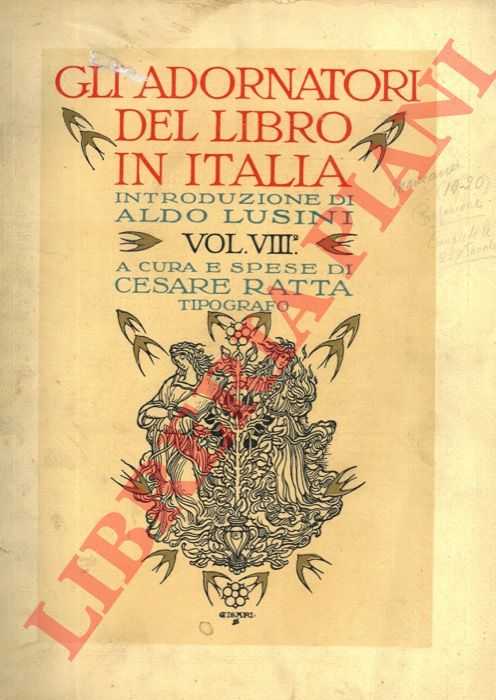 GLI ADORNATORI
DEL LIBRO
IN ITALIA
INTRODUZIONE DI
ALDO LUSINI
VOL. VIIIº.
A CURA E SPESE DI
CESARE RATTA
TIPOGRAFO
LIBRERIA PIANI